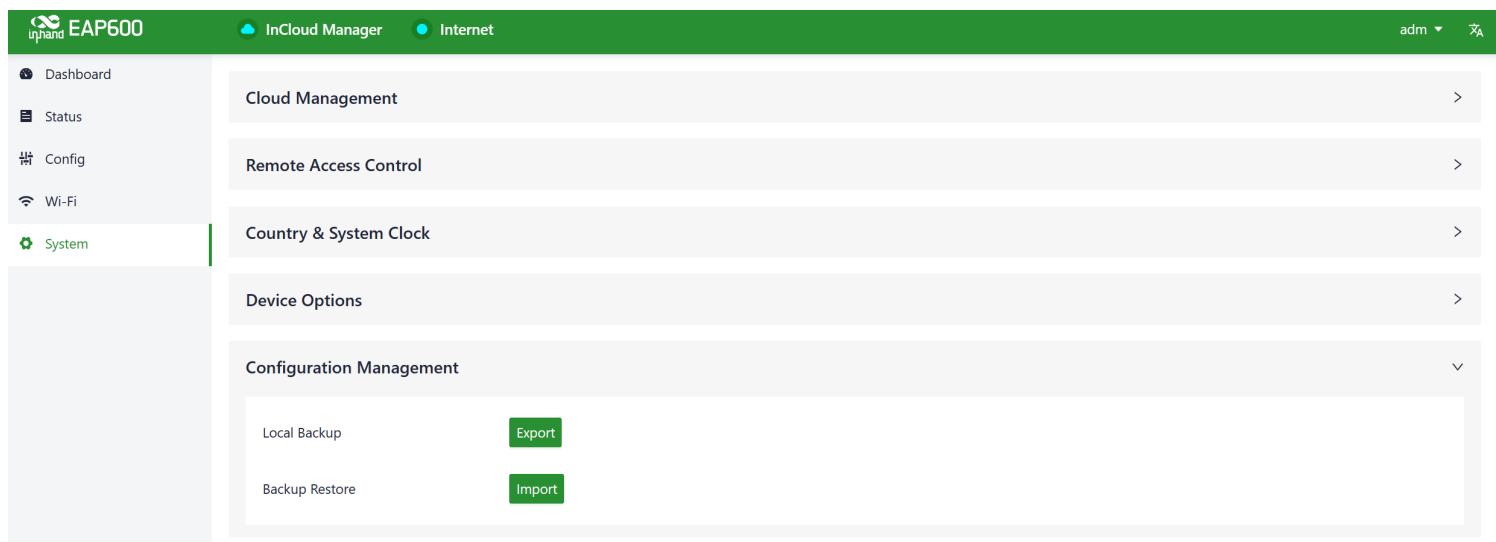 inhand EAP600
InCloud Manager
Internet
adm
Dashboard
Status
Config
Wi-Fi
System
Cloud Management
Remote Access Control
Country & System Clock
Device Options
Configuration Management
Local Backup
Export
Backup Restore
Import